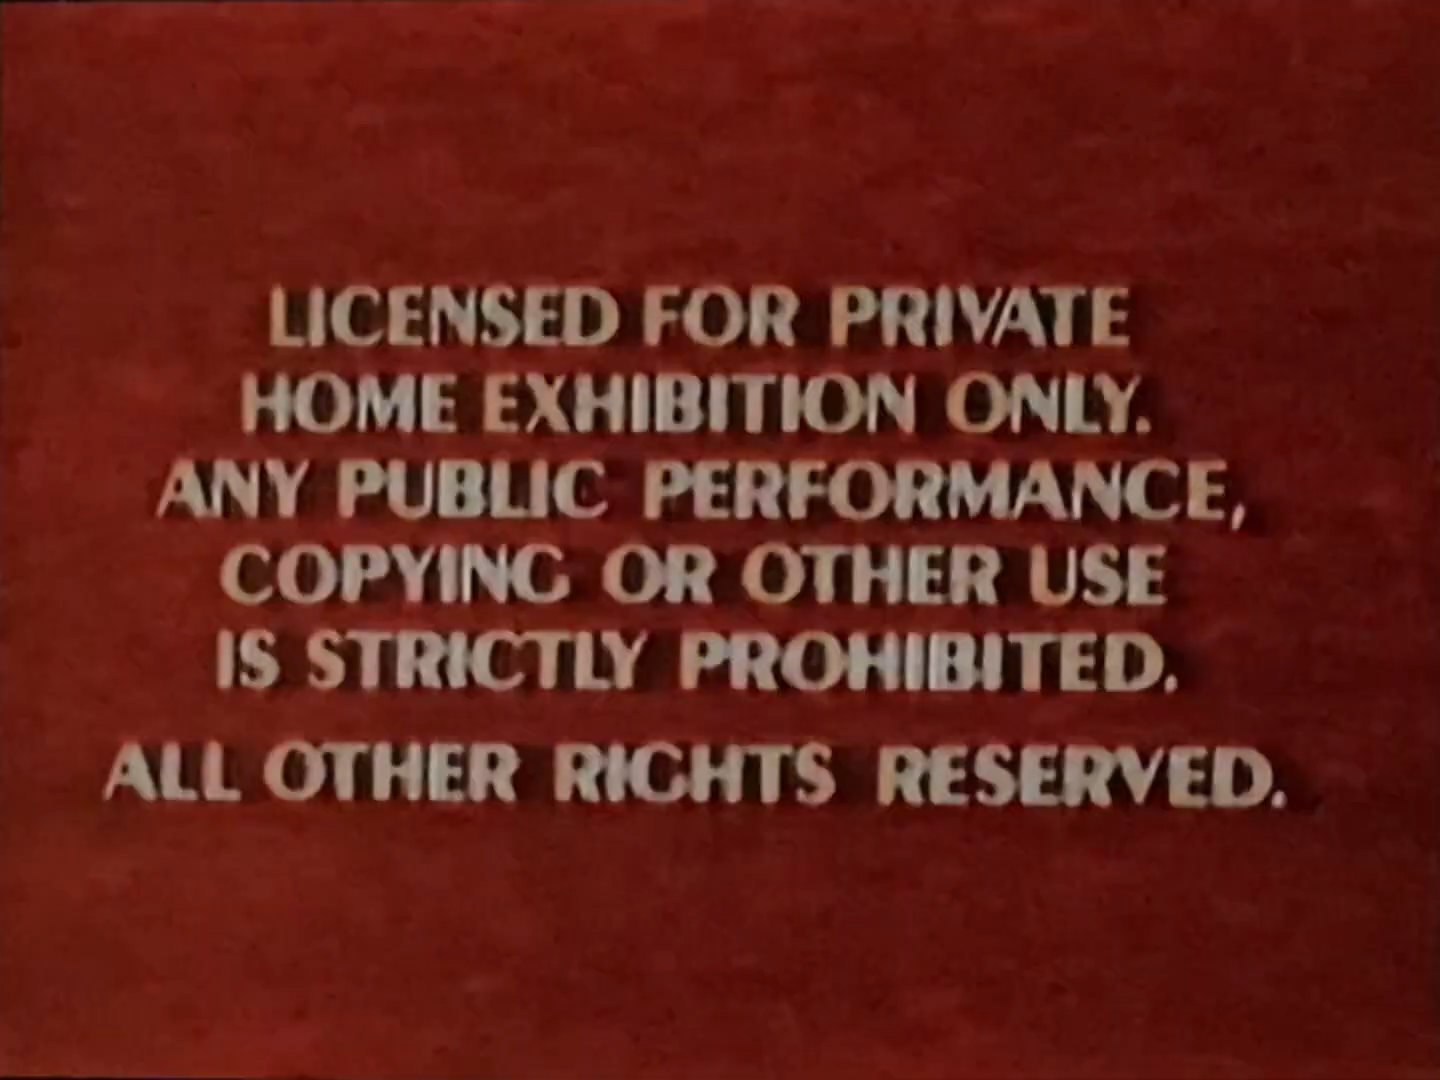 LICENSED FOR PRIVATE
HOME EXHIBITION ONLY.
ANY PUBLIC PERFORMANCE,
COPYING OR OTHER USE
IS STRICTLY PROHIBITED.
ALL OTHER RIGHTS RESERVED.